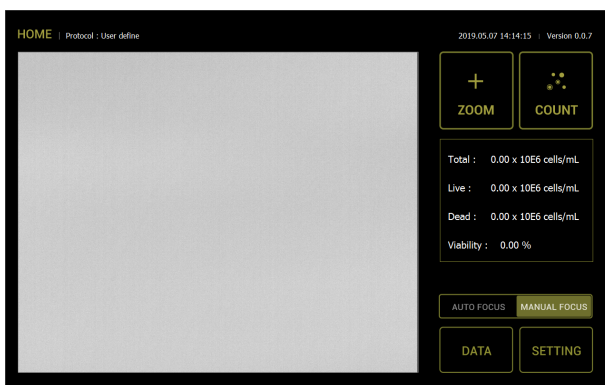 HOME | Protocol : User define
2019.05.07 14:14:15 | Version 0.0.7
ZOOM
COUNT
Total : 0.00 x 10E6 cells/mL
Live : 0.00 x 10E6 cells/mL
Dead : 0.00 x 10E6 cells/mL
Viability : 0.00 %
AUTO FOCUS
MANUAL FOCUS
DATA
SETTING